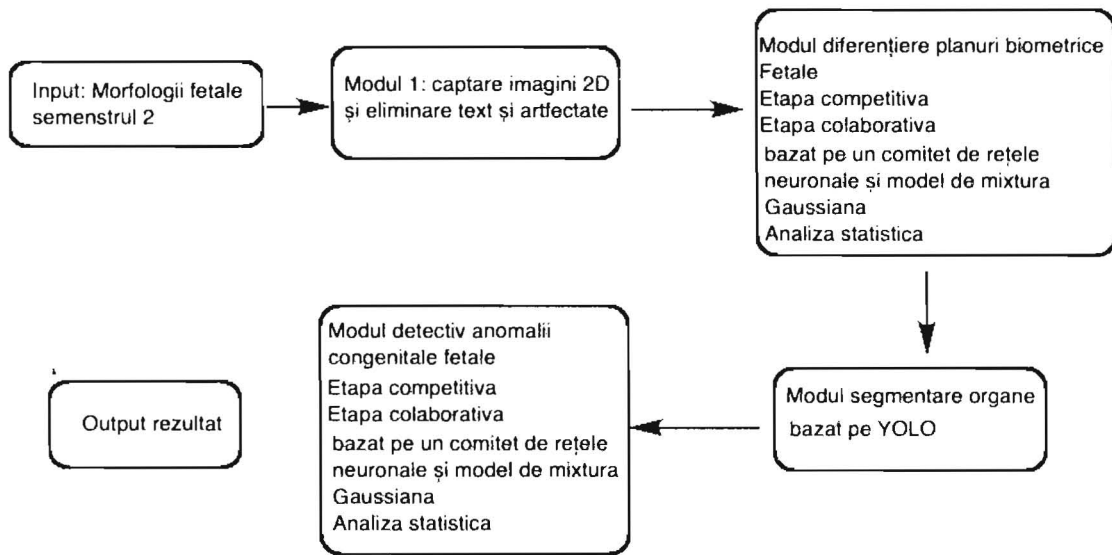 Input: Morfologii fetale
semenstrul 2
Modul 1: captare imagini 2D
și eliminare text și artfectate
Modul diferențiere planuri biometrice
Fetale
Etapa competitiva
Etapa colaborativa
bazat pe un comitet de rețele
neuronale și model de mixtura
Gaussiana
Analiza statistica
Modul segmentare organe
bazat pe YOLO
Modul detectiv anomalii
congenitale fetale
Etapa competitiva
Etapa colaborativa
bazat pe un comitet de rețele
neuronale și model de mixtura
Gaussiana
Analiza statistica
Output rezultat